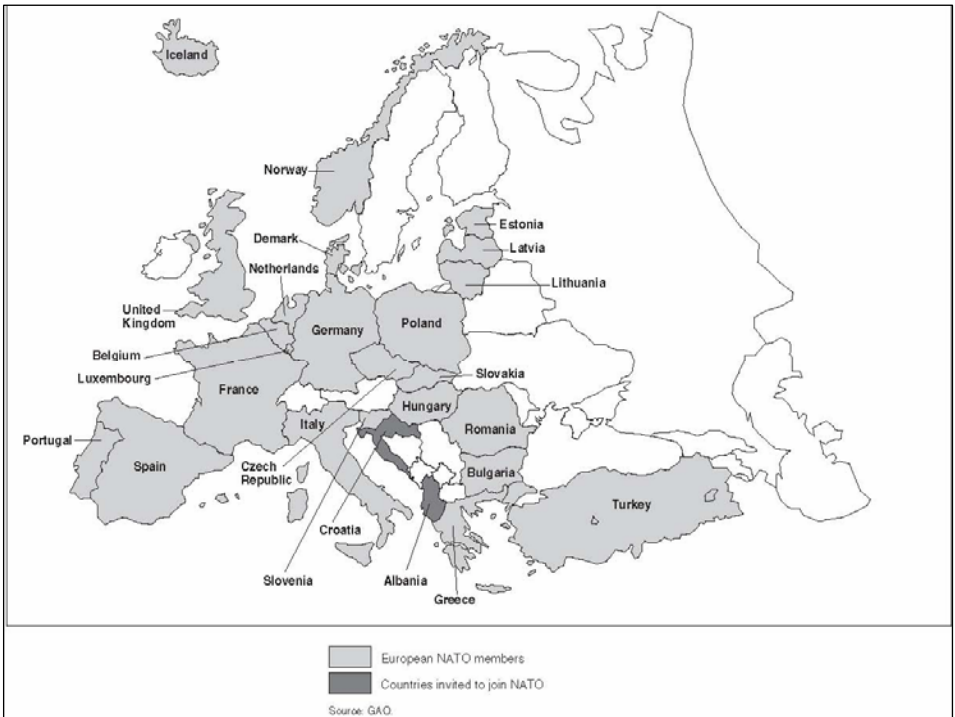 Iceland
Norway
Estonia
Demark
Latvia
Netherlands
Lithuania
United
Kingdom
Germany
Poland
Belgium
Slovakia
Luxembourg
France
Hungary
Italy
Romania
Portugal
Spain
Czech
Republic
Bulgaria
Turkey
Croatia
Slovenia
Albania
Greece
European NATO members
Countries invited to join NATO
Source: GAO.